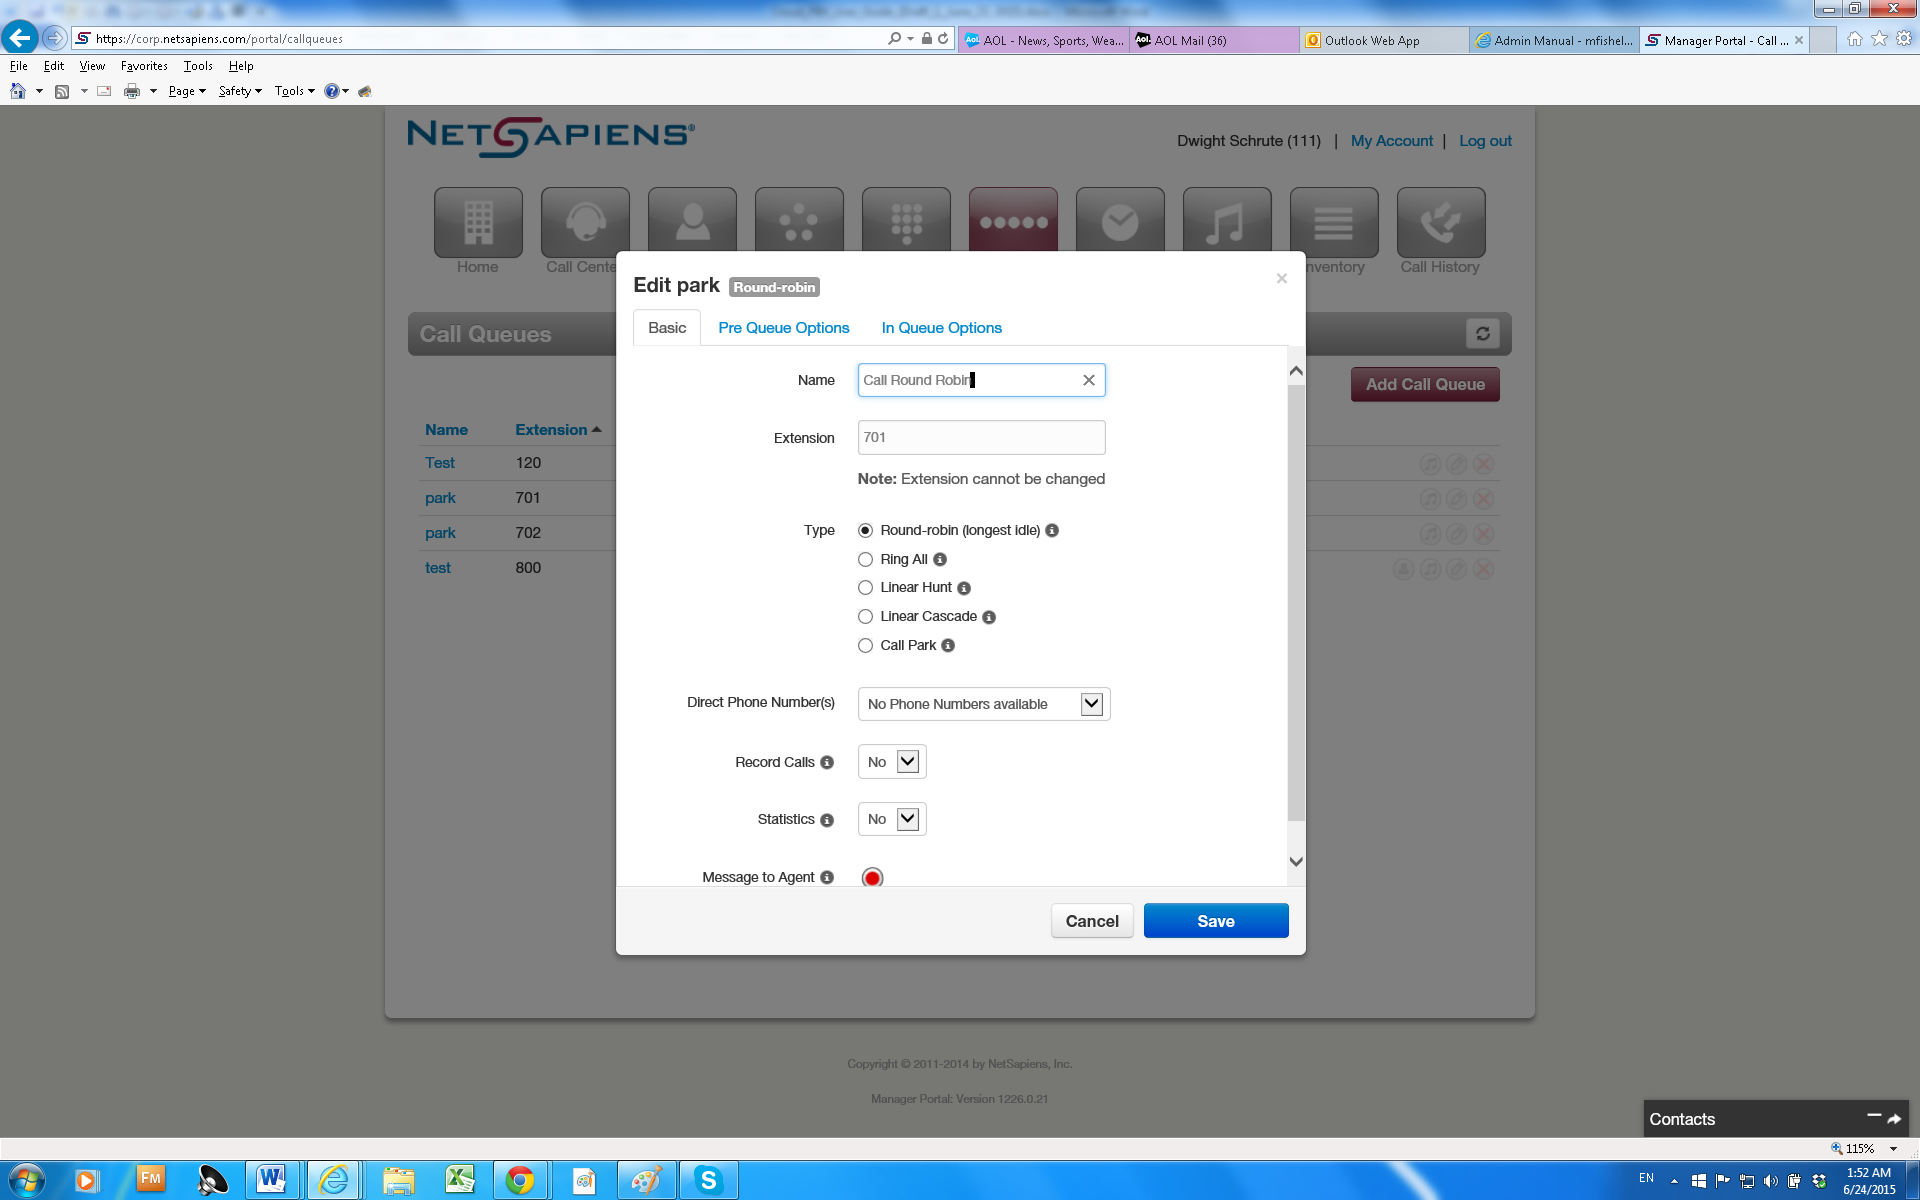 https://corp.netsapiens.com/portal/callqueues
AOL - News, Sports, Wea...
AOL Mail (36)
Outlook Web App
Admin Manual - mfishel...
Manager Portal - Call ...
File Edit View Favorites Tools Help
Page Safety Tools
NETSAPIENS®
Dwight Schrute (111) | My Account | Log out
Home
Call Cente
nventory
Call History
Call Queues
Add Call Queue
Name Extension
Test 120
park 701
park 702
test 800
Edit park Round-robin
Basic Pre Queue Options In Queue Options
Name Call Round Robin
Extension 701
Note: Extension cannot be changed
Type Round-robin (longest idle)
Ring All
Linear Hunt
Linear Cascade
Call Park
Direct Phone Number(s) No Phone Numbers available
Record Calls No
Statistics No
Message to Agent
Cancel Save
Copyright © 2011-2014 by NetSapiens, Inc.
Manager Portal: Version 1226.0.21
Contacts
115%
FM
EN
1:52 AM
6/24/2015